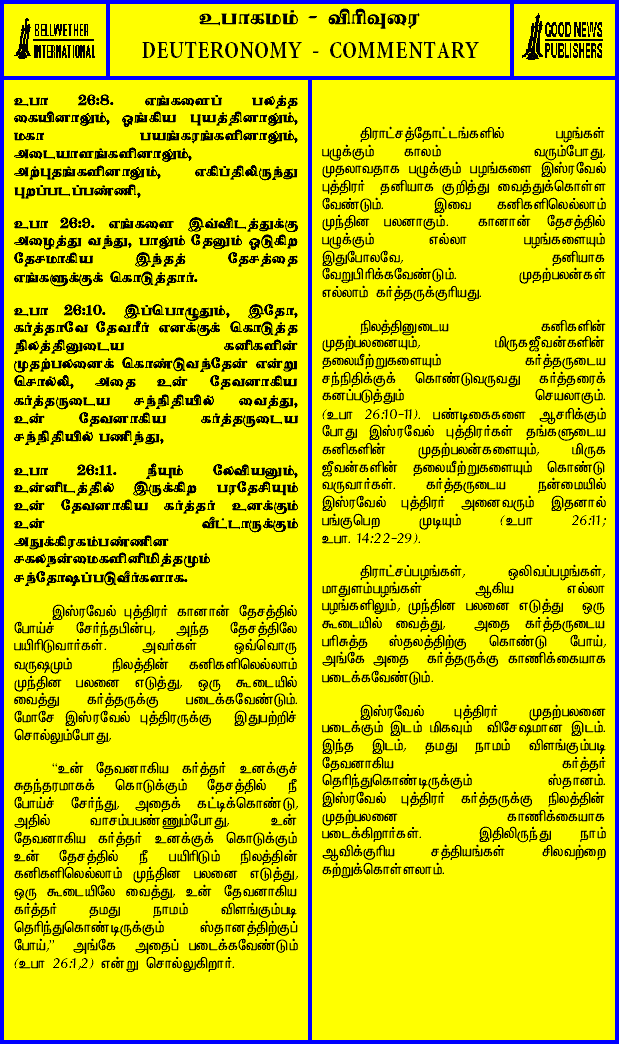 BELLWETHER
INTERNATIONAL
உபாகமம் - விரிவுரை
DEUTERONOMY - COMMENTARY
GOOD NEWS
PUBLISHERS
உபா 26:8. எங்களைப் பலத்த
கையினாலும், ஓங்கிய புயத்தினாலும்,
மகா பயங்கரங்களினாலும்,
அடையாளங்களினாலும்,
அற்புதங்களினாலும், எகிப்திலிருந்து
புறப்படப்பண்ணி,
உபா 26:9. எங்களை இவ்விடத்துக்கு
அழைத்து வந்து, பாலும் தேனும் ஓடுகிற
தேசமாகிய இந்தத் தேசத்தை
எங்களுக்குக் கொடுத்தார்.
உபா 26:10. இப்பொழுதும், இதோ,
கர்த்தாவே தேவரீர் எனக்குக் கொடுத்த
நிலத்தினுடைய கனிகளின்
முதற்பலனைக் கொண்டுவந்தேன் என்று
சொல்லி, அதை உன் தேவனாகிய
கர்த்தருடைய சந்நிதியில் வைத்து,
உன் தேவனாகிய கர்த்தருடைய
சந்நிதியில் பணிந்து,
உபா 26:11. நீயும் லேவியனும்,
உன்னிடத்தில் இருக்கிற பரதேசியும்
உன் தேவனாகிய கர்த்தர் உனக்கும்
உன் வீட்டாருக்கும்
அநுக்கிரகம்பண்ணின
சகலநன்மைகளினிமித்தமும்
சந்தோஷப்படுவீர்களாக.
இஸ்ரவேல் புத்திரர் கானான் தேசத்தில்
போய்ச் சேர்ந்தபின்பு, அந்த தேசத்திலே
பயிரிடுவார்கள். அவர்கள் ஒவ்வொரு
வருஷமும் நிலத்தின் கனிகளிலெல்லாம்
முந்தின பலனை எடுத்து, ஒரு கூடையில்
வைத்து கர்த்தருக்கு படைக்கவேண்டும்.
மோசே இஸ்ரவேல் புத்திரருக்கு இதுபற்றிச்
சொல்லும்போது,
“உன் தேவனாகிய கர்த்தர் உனக்குச்
சுதந்தரமாகக் கொடுக்கும் தேசத்தில் நீ
போய்ச் சேர்ந்து, அதைக் கட்டிக்கொண்டு,
அதில் வாசம்பண்ணும்போது, உன்
தேவனாகிய கர்த்தர் உனக்குக் கொடுக்கும்
உன் தேசத்தில் நீ பயிரிடும் நிலத்தின்
கனிகளிலெல்லாம் முந்தின பலனை எடுத்து,
ஒரு கூடையிலே வைத்து, உன் தேவனாகிய
கர்த்தர் தமது நாமம் விளங்கும்படி
தெரிந்துகொண்டிருக்கும் ஸ்தானத்திற்குப்
போய்,” அங்கே அதைப் படைக்கவேண்டும்
(உபா 26:1,2) என்று சொல்லுகிறார்.
திராட்சத்தோட்டங்களில் பழங்கள்
பழுக்கும் காலம் வரும்போது,
முதலாவதாக பழுக்கும் பழங்களை இஸ்ரவேல்
புத்திரர் தனியாக குறித்து வைத்துக்கொள்ள
வேண்டும். இவை கனிகளிலெல்லாம்
முந்தின பலனாகும். கானான் தேசத்தில்
பழுக்கும் எல்லா பழங்களையும்
இதுபோலவே, தனியாக
வேறுபிரிக்கவேண்டும். முதற்பலன்கள்
எல்லாம் கர்த்தருக்குரியது.
நிலத்தினுடைய கனிகளின்
முதற்பலனையும், மிருகஜீவன்களின்
தலையீற்றுகளையும் கர்த்தருடைய
சந்நிதிக்குக் கொண்டுவருவது கர்த்தரைக்
கனப்படுத்தும் செயலாகும்.
(உபா 26:10-11). பண்டிகைகளை ஆசரிக்கும்
போது இஸ்ரவேல் புத்திரர்கள் தங்களுடைய
கனிகளின் முதற்பலன்களையும், மிருக
ஜீவன்களின் தலையீற்றுகளையும் கொண்டு
வருவார்கள். கர்த்தருடைய நன்மையில்
இஸ்ரவேல் புத்திரர் அனைவரும் இதனால்
பங்குபெற முடியும் (உபா 26:11;
உபா. 14:22-29).
திராட்சப்பழங்கள், ஒலிவப்பழங்கள்,
மாதுளம்பழங்கள் ஆகிய எல்லா
பழங்களிலும், முந்தின பலனை எடுத்து ஒரு
கூடையில் வைத்து, அதை கர்த்தருடைய
பரிசுத்த ஸ்தலத்திற்கு கொண்டு போய்,
அங்கே அதை கர்த்தருக்கு காணிக்கையாக
படைக்கவேண்டும்.
இஸ்ரவேல் புத்திரர் முதற்பலனை
படைக்கும் இடம் மிகவும் விசேஷமான இடம்.
இந்த இடம், தமது நாமம் விளங்கும்படி
தேவனாகிய கர்த்தர்
தெரிந்துகொண்டிருக்கும் ஸ்தானம்.
இஸ்ரவேல் புத்திரர் கர்த்தருக்கு நிலத்தின்
முதற்பலனை காணிக்கையாக
படைக்கிறார்கள். இதிலிருந்து நாம்
ஆவிக்குரிய சத்தியங்கள் சிலவற்றை
கற்றுக்கொள்ளலாம்.